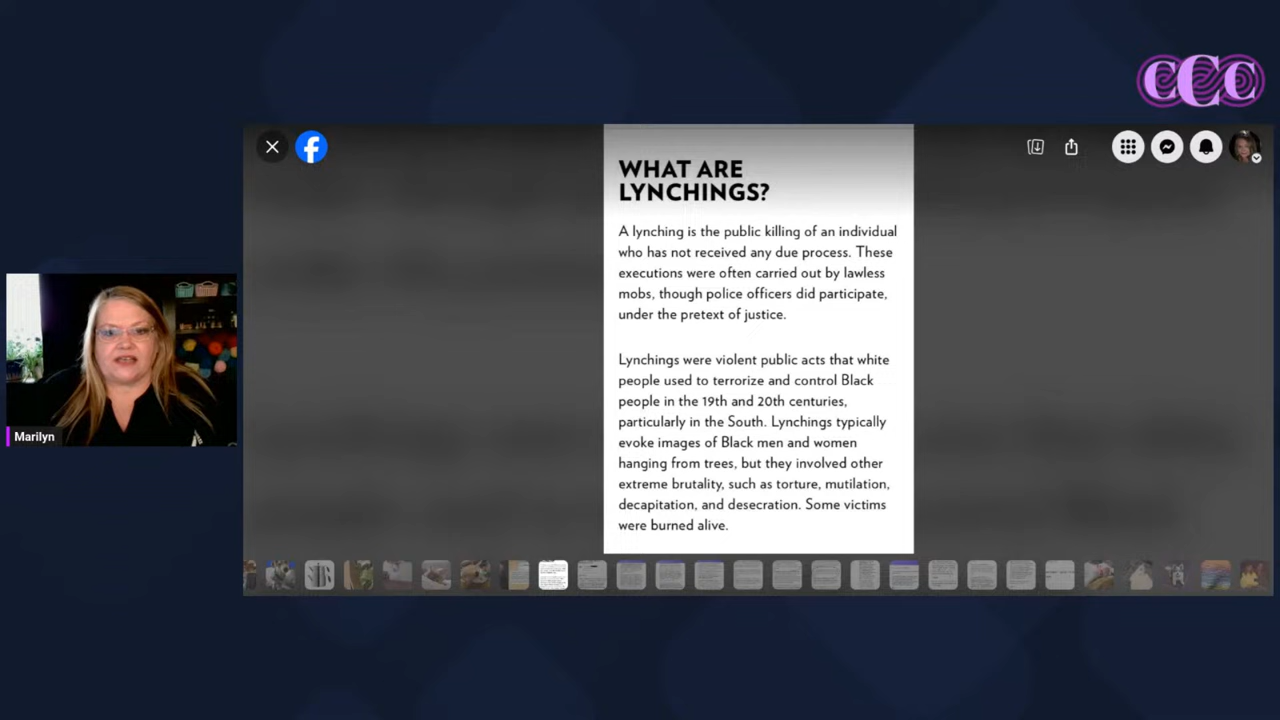 CCC
WHAT ARE
LYNCHINGS?
A lynching is the public killing of an individual
who has not received any due process. These
executions were often carried out by lawless
mobs, though police officers did participate,
under the pretext of justice.
Lynchings were violent public acts that white
people used to terrorize and control Black
people in the 19th and 20th centuries,
particularly in the South. Lynchings typically
evoke images of Black men and women
hanging from trees, but they involved other
extreme brutality, such as torture, mutilation,
decapitation, and desecration. Some victims
were burned alive.
Marilyn